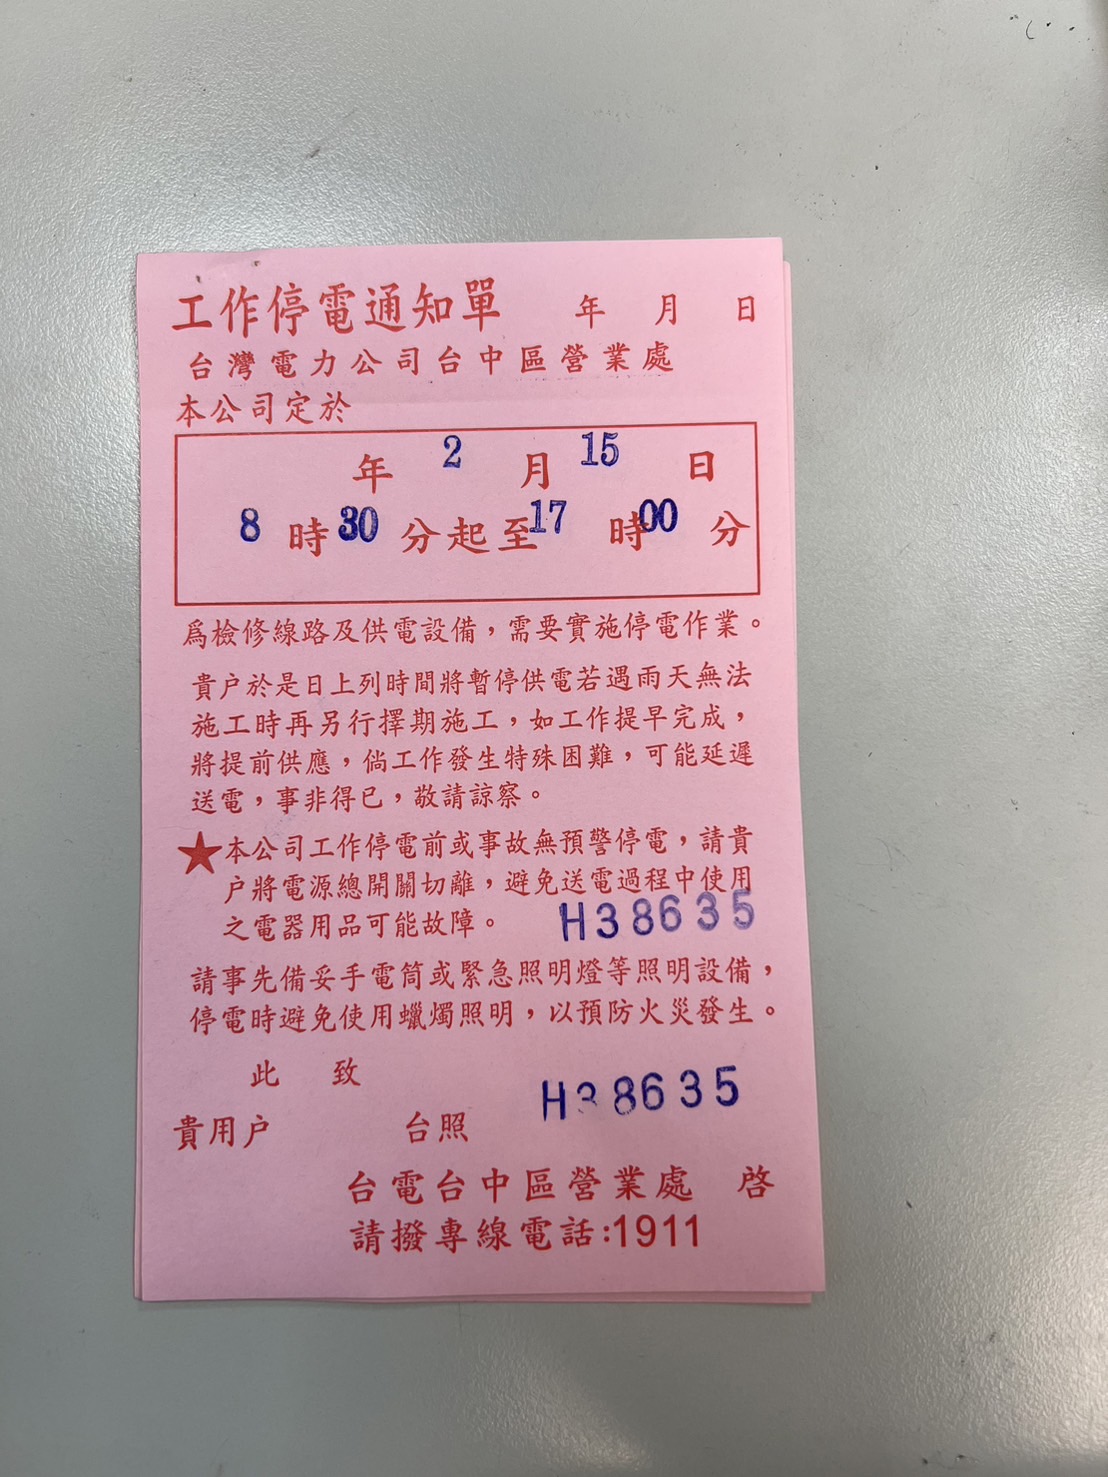 工作停電通知單　年　月　日
台灣電力公司台中區營業處
本公司定於
年 2 月 15 日
8 時 30 分起至 17 時 00 分
爲檢修線路及供電設備，需要實施停電作業。
貴户於是日上列時間將暫停供電若遇雨天無法
施工時再另行擇期施工，如工作提早完成，
將提前供應，倘工作發生特殊困難，可能延遲
送電，事非得已，敬請諒察。
★本公司工作停電前或事故無預警停電，請貴
户將電源總開關切離，避免送電過程中使用
之電器用品可能故障。 H38635
請事先備妥手電筒或緊急照明燈等照明設備，
停電時避免使用蠟燭照明，以預防火災發生。
此　致
H38635
貴用户　台照
台電台中區營業處　啓
請撥專線電話:1911